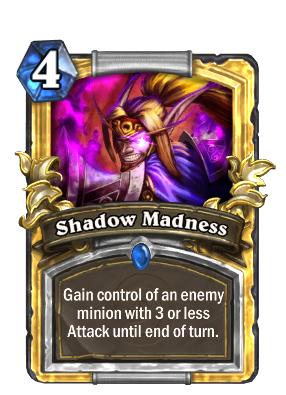 4
Shadow Madness
Gain control of an enemy
minion with 3 or less
Attack until end of turn.